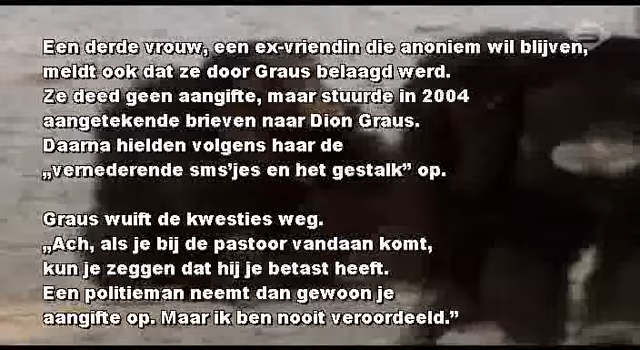 Een derde vrouw, een ex-vriendin die anoniem wil blijven,
meldt ook dat ze door Graus belaagd werd.
Ze deed geen aangifte, maar stuurde in 2004
aangetekende brieven naar Dion Graus.
Daarna hielden volgens haar de
„vernederende sms'jes en het gestalk” op.

Graus wuift de kwesties weg.
„Ach, als je bij de pastoor vandaan komt,
kun je zeggen dat hij je betast heeft.
Een politieman neemt dan gewoon je
aangifte op. Maar ik ben nooit veroordeeld.”